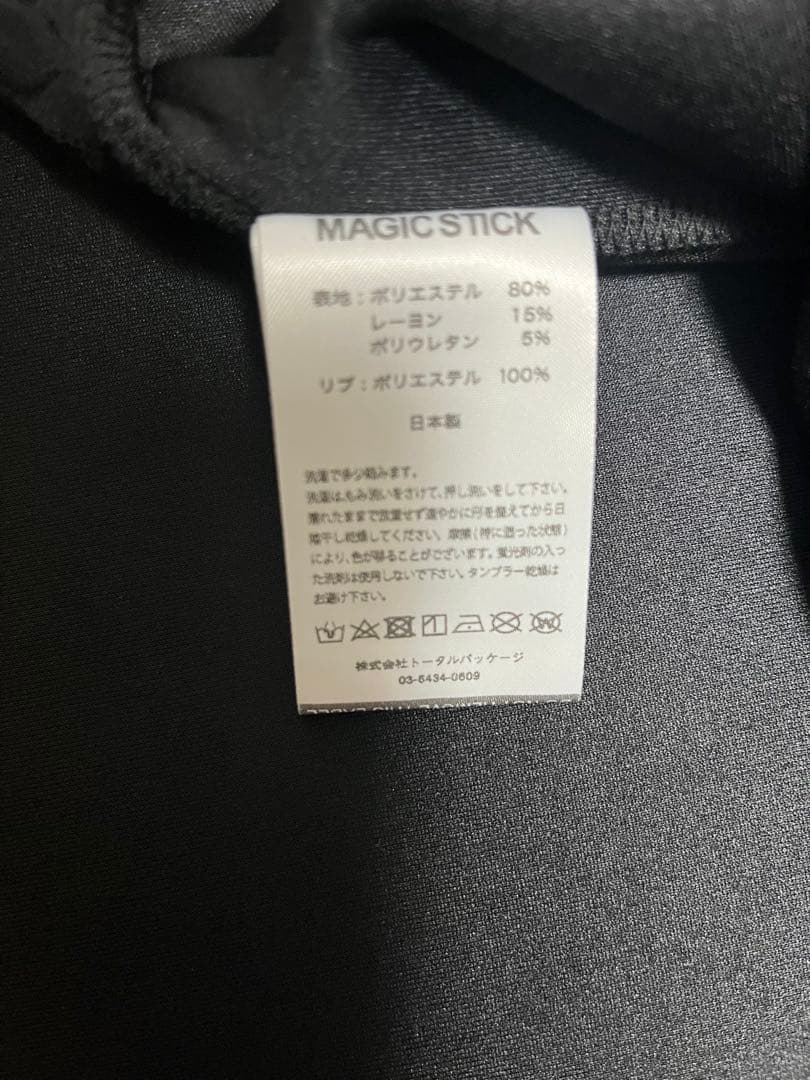 MAGIC STICK
表地：ポリエステル 80%
レーヨン 15%
ポリウレタン 5%
リブ：ポリエステル 100%
日本製
洗濯で多少縮みます。
洗濯はもみ洗いをさけて、押し洗いをして下さい。
濡れたままで放置せず速やかに形を整えてから日
陰干し乾燥してください。摩擦(特に湿った状態)
により、色が移ることがございます。蛍光剤の入っ
た洗剤は使用しないで下さい。タンブラー乾燥は
お避け下さい。
株式会社トータルパッケージ
03-6434-0609